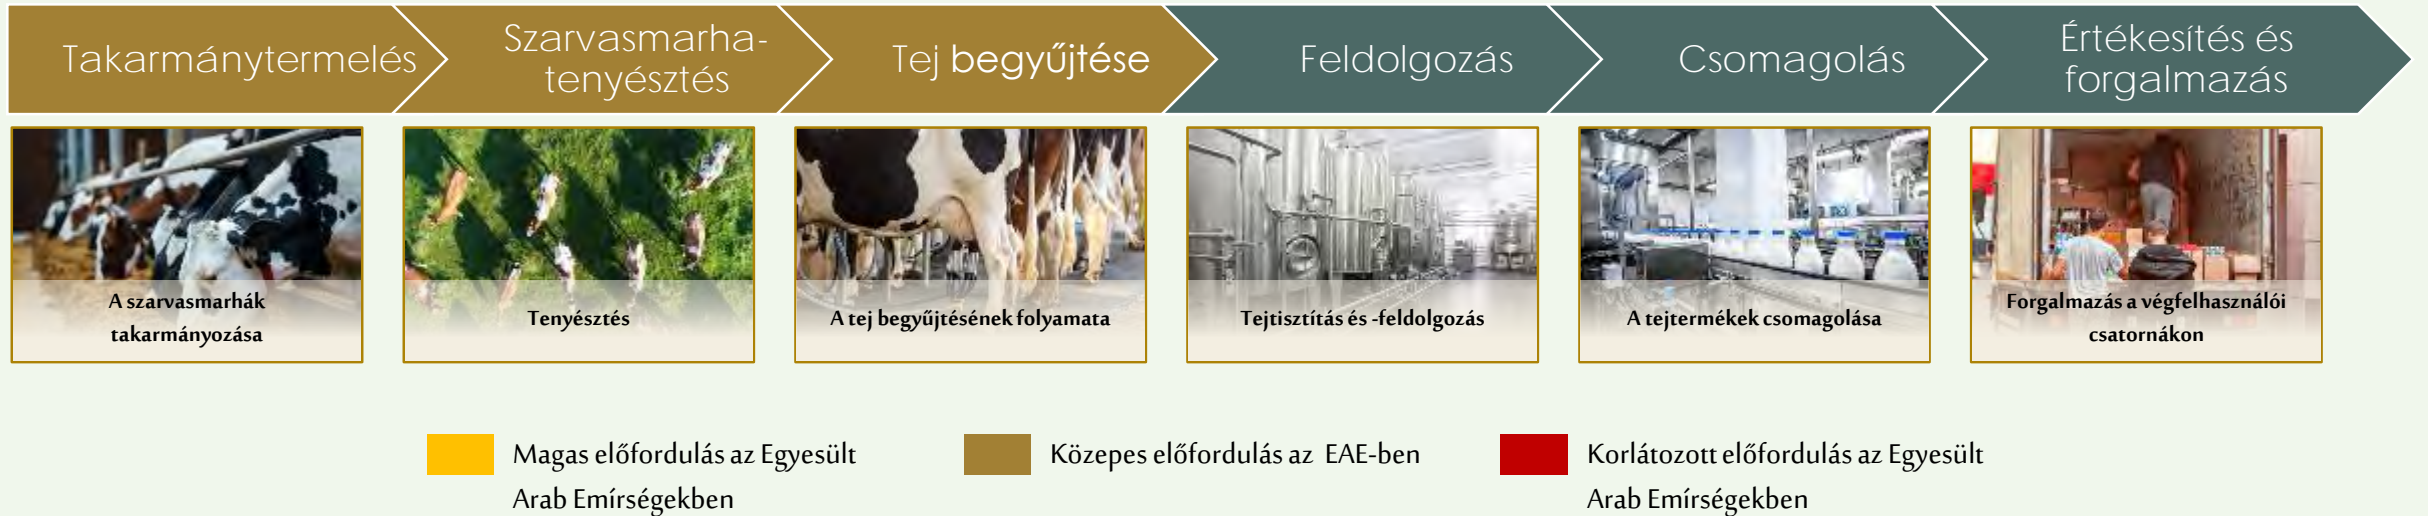 Takarmánytermelés
Szarvasmarha-
tenyésztés
Tej begyűjtése
Feldolgozás
Csomagolás
Értékesítés és
forgalmazás
A szarvasmarhák
takarmányozása
Tenyésztés
A tej begyűjtésének folyamata
Tejtisztítás és -feldolgozás
A tejtermékek csomagolása
Forgalmazás a végfelhasználói
csatornákon
Magas előfordulás az Egyesült
Arab Emírségekben
Közepes előfordulás az EAE-ben
Korlátozott előfordulás az Egyesült
Arab Emírségekben